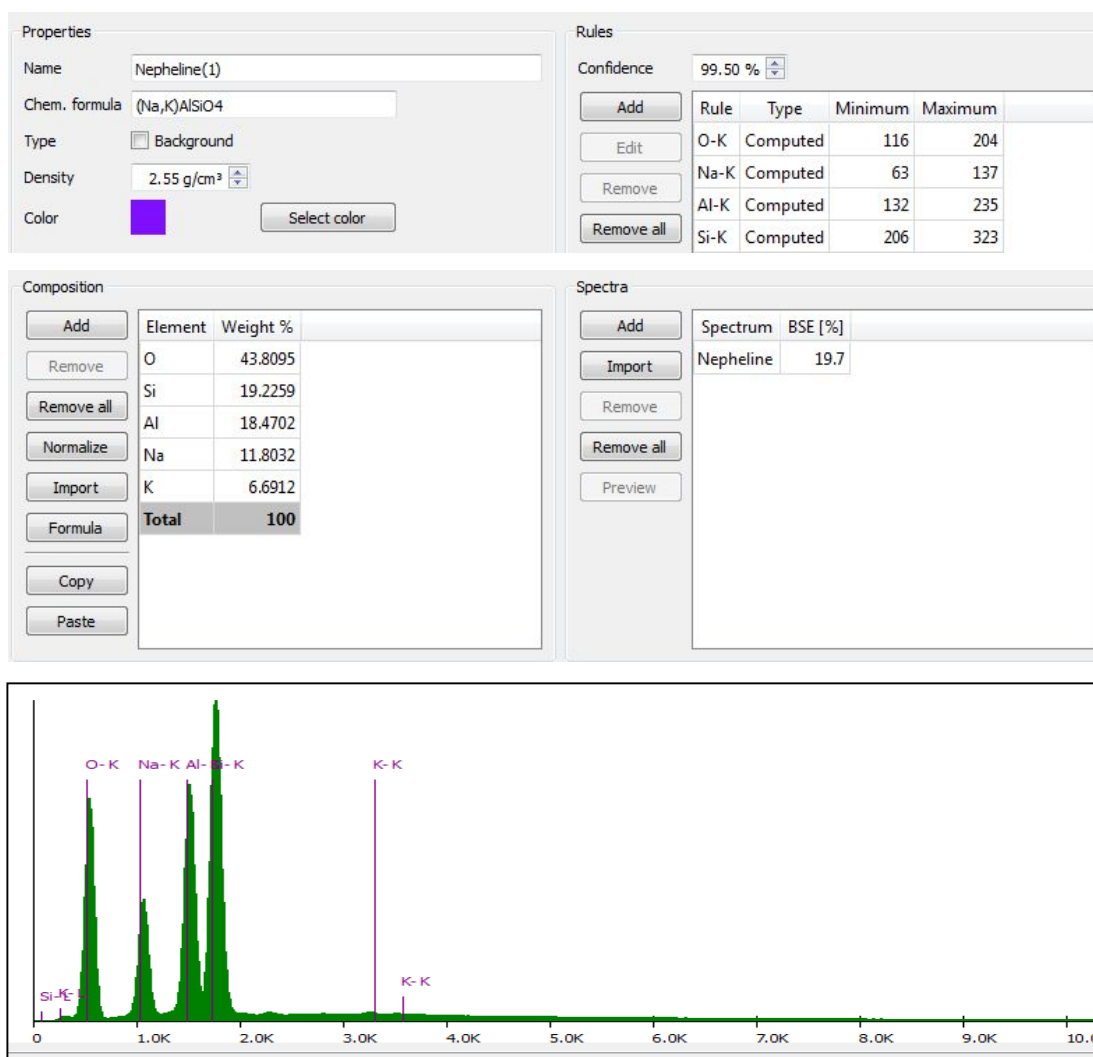 Properties
Name Nepheline(1)
Chem. formula (Na,K)AlSiO4
Type Background
Density 2.55 g/cm³
Color Select color
Rules
Confidence 99.50 %
Add
Edit
Remove
Remove all
Rule Type Minimum Maximum
O-K Computed 116 204
Na-K Computed 63 137
Al-K Computed 132 235
Si-K Computed 206 323
Composition
Add
Remove
Remove all
Normalize
Import
Formula
Copy
Paste
Element Weight %
O 43.8095
Si 19.2259
Al 18.4702
Na 11.8032
K 6.6912
Total 100
Spectra
Add
Import
Remove
Remove all
Preview
Spectrum BSE [%]
Nepheline 19.7
O-K Na-K Al- Si-K K-K
K-K
Si-L K-
0 1.0K 2.0K 3.0K 4.0K 5.0K 6.0K 7.0K 8.0K 9.0K 10.0